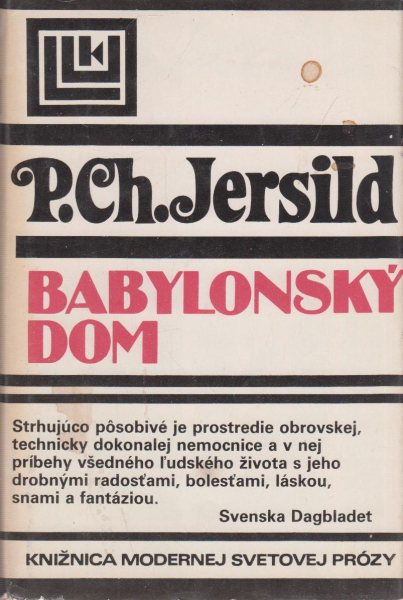 P.Ch.Jersild
BABYLONSKÝ
DOM
Strhujúco pôsobivé je prostredie obrovskej,
technicky dokonalej nemocnice a v nej
príbehy všedného ľudského života s jeho
drobnými radosťami, bolesťami, láskou,
snami a fantáziou.
Svenska Dagbladet
KNIŽNICA MODERNEJ SVETOVEJ PRÓZY